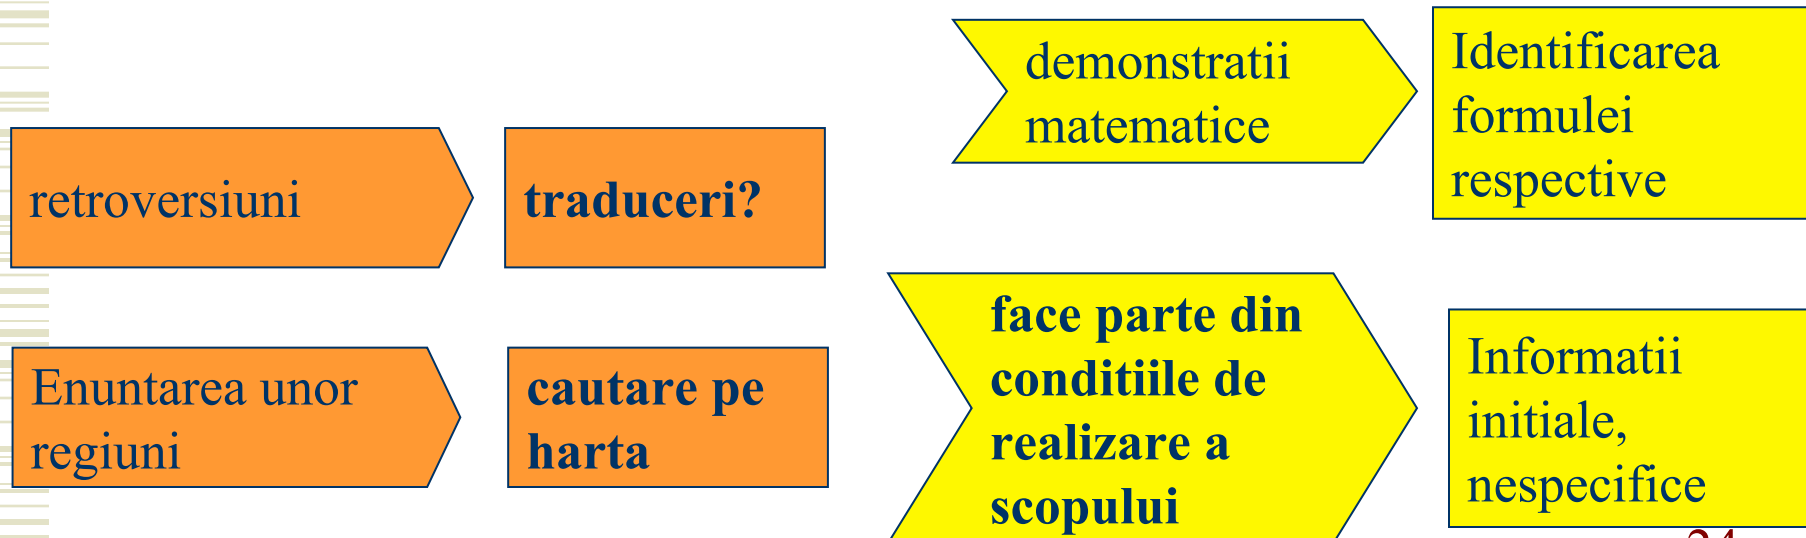 retroversiuni
traduceri?
Enuntarea unor
regiuni
cautare pe
harta
demonstratii
matematice
Identificarea
formulei
respective
face parte din
conditiile de
realizare a
scopului
Informatii
initiale,
nespecifice